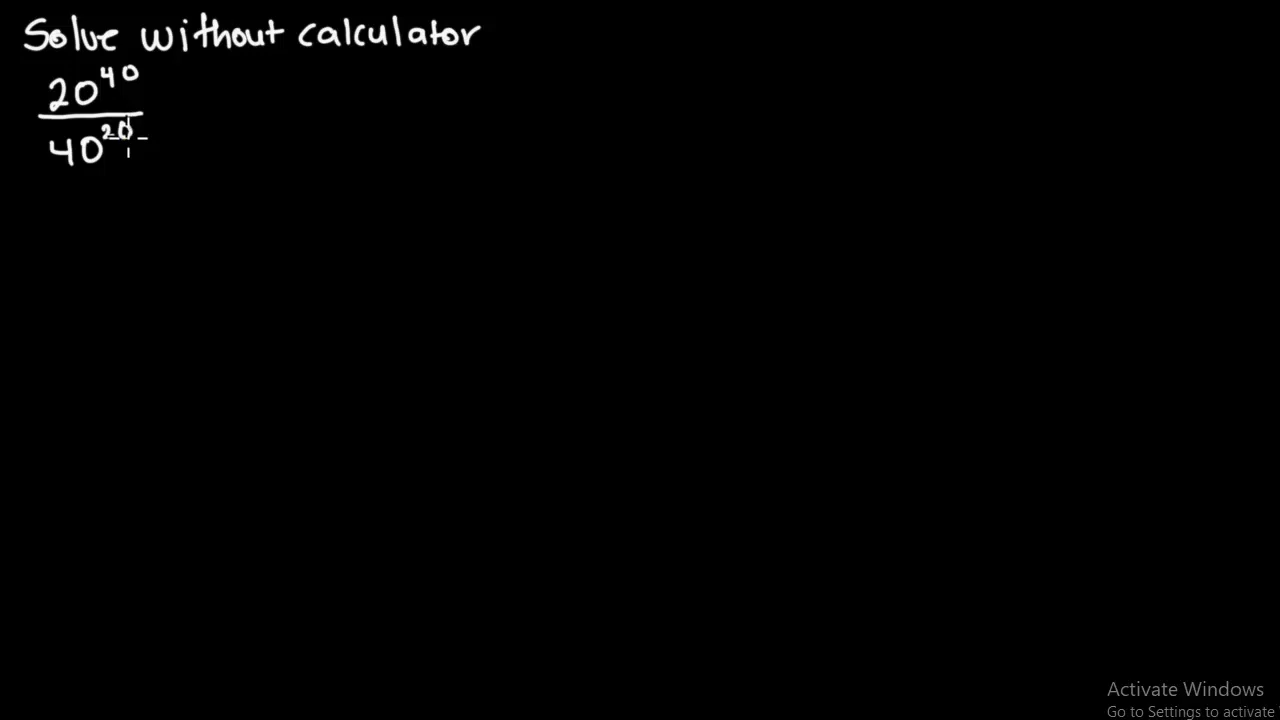 Solve without calculator
20^40
40^20
Activate Windows
Go to Settings to activate